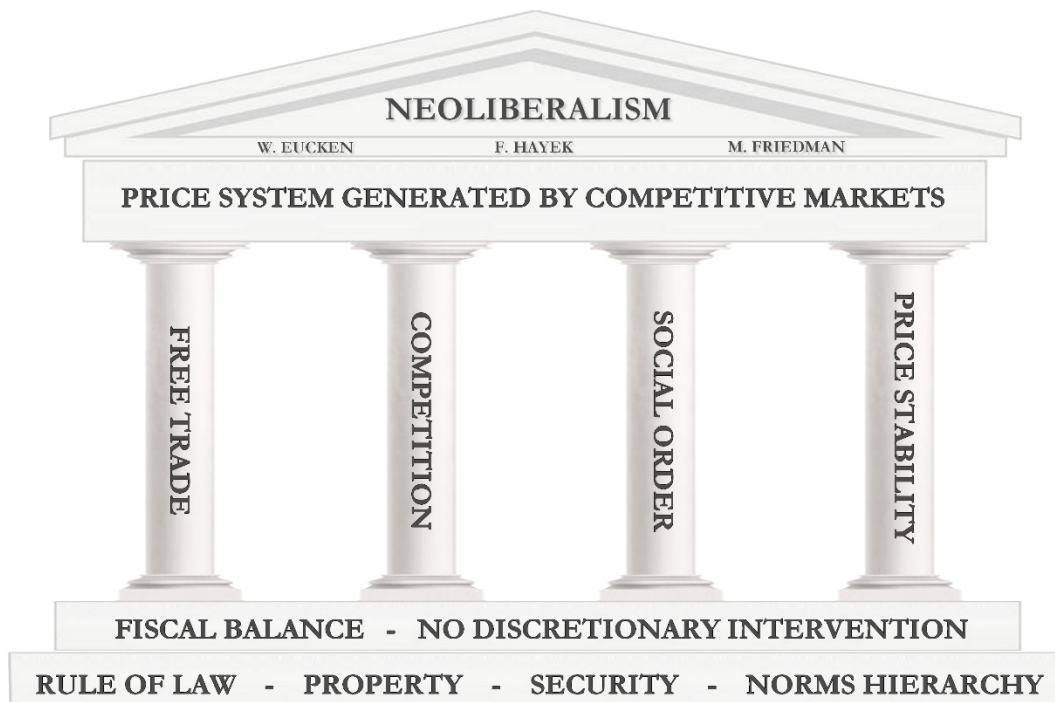 NEOLIBERALISM
W. EUCKEN F. HAYEK M. FRIEDMAN
PRICE SYSTEM GENERATED BY COMPETITIVE MARKETS
FREE TRADE
COMPETITION
SOCIAL ORDER
PRICE STABILITY
FISCAL BALANCE - NO DISCRETIONARY INTERVENTION
RULE OF LAW - PROPERTY - SECURITY - NORMS HIERARCHY